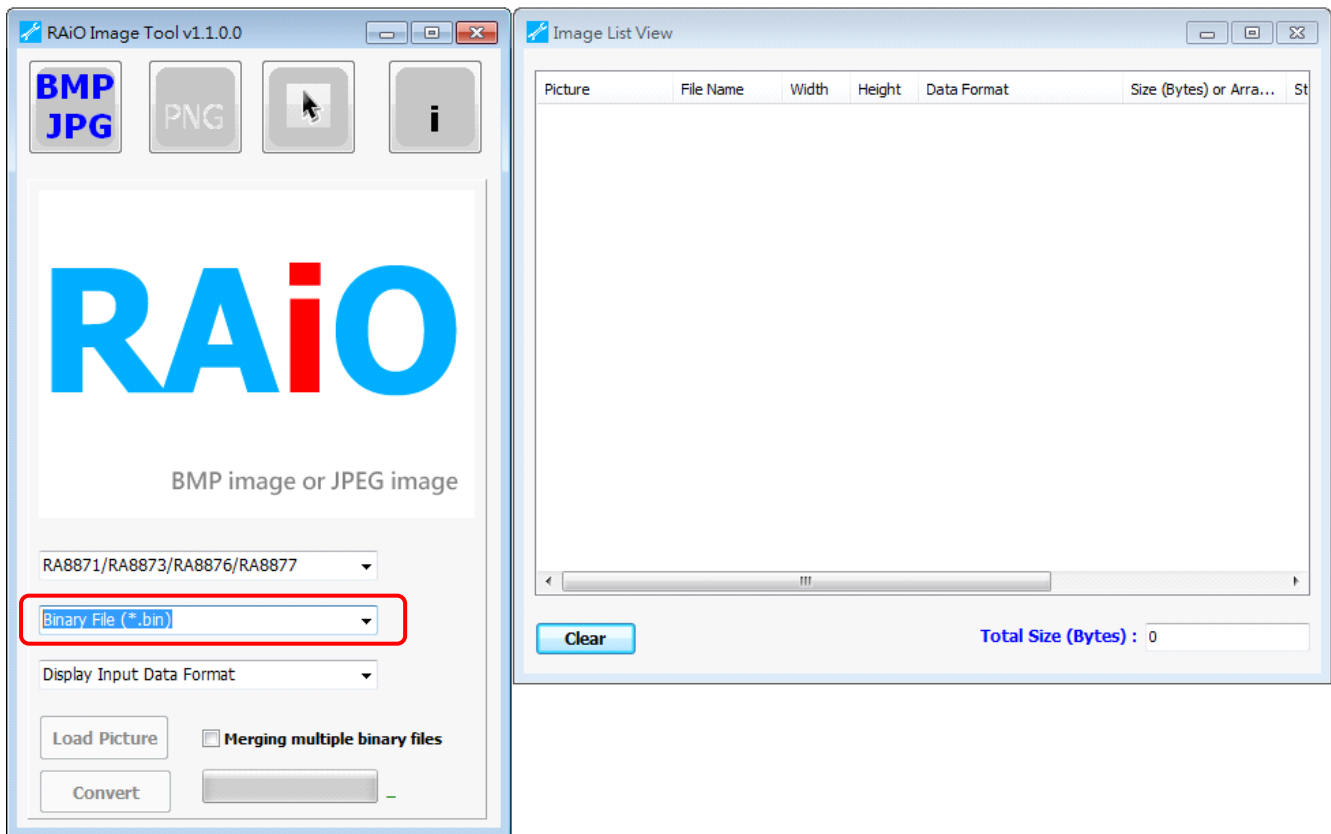 RAiO Image Tool v1.1.0.0
BMP
JPG
PNG
i
RAiO
BMP image or JPEG image
RA8871/RA8873/RA8876/RA8877
Binary File (*.bin)
Display Input Data Format
Load Picture
Merging multiple binary files
Convert
Image List View
Picture File Name Width Height Data Format Size (Bytes) or Arra... St
Clear
Total Size (Bytes) : 0